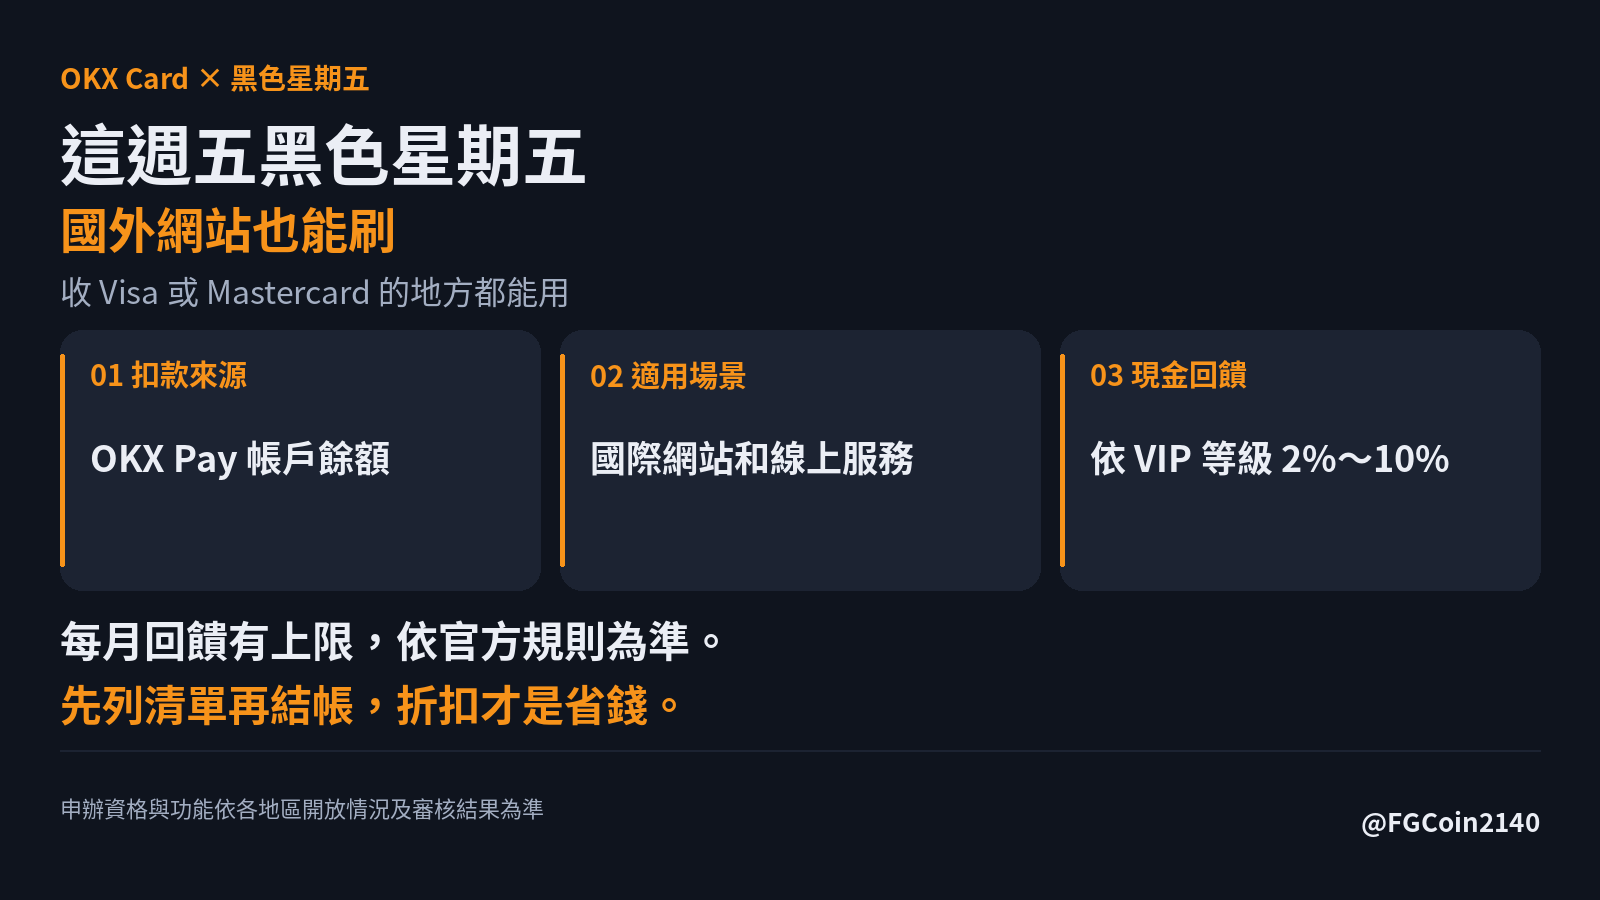 OKX Card × 黑色星期五
這週五黑色星期五
國外網站也能刷
收 Visa 或 Mastercard 的地方都能用
01 扣款來源
OKX Pay 帳戶餘額
02 適用場景
國際網站和線上服務
03 現金回饋
依 VIP 等級 2%～10%
每月回饋有上限，依官方規則為準。
先列清單再結帳，折扣才是省錢。
申辦資格與功能依各地區開放情況及審核結果為準
@FGCoin2140